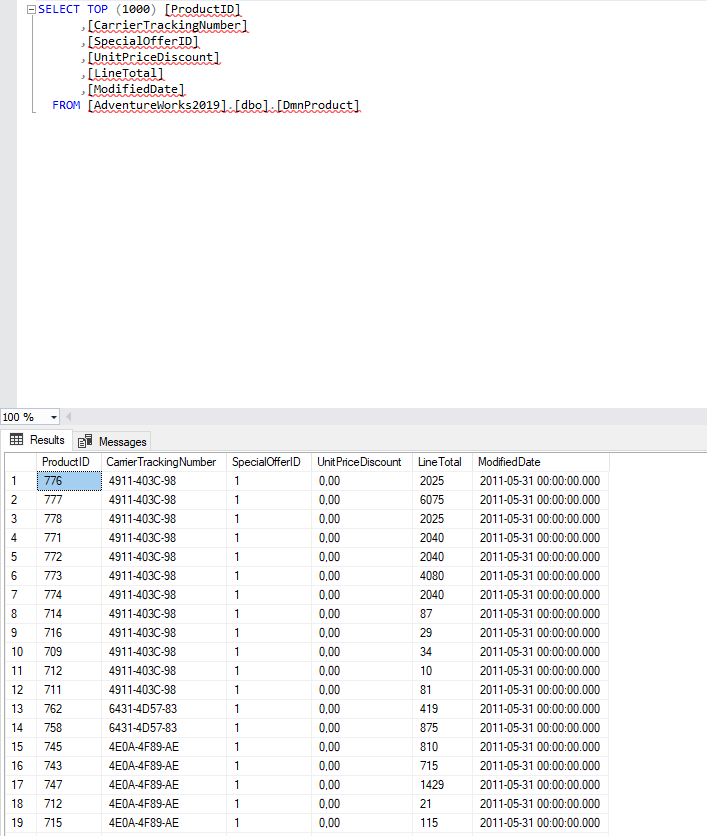 SELECT TOP (1000) [ProductID]
,[CarrierTrackingNumber]
,[SpecialOfferID]
,[UnitPriceDiscount]
,[LineTotal]
,[ModifiedDate]
FROM [AdventureWorks2019].[dbo].[DmnProduct]
100 %
Results Messages
ProductID CarrierTrackingNumber SpecialOfferID UnitPriceDiscount LineTotal ModifiedDate
1 776 4911-403C-98 1 0,00 2025 2011-05-31 00:00:00.000
2 777 4911-403C-98 1 0,00 6075 2011-05-31 00:00:00.000
3 778 4911-403C-98 1 0,00 2025 2011-05-31 00:00:00.000
4 771 4911-403C-98 1 0,00 2040 2011-05-31 00:00:00.000
5 772 4911-403C-98 1 0,00 2040 2011-05-31 00:00:00.000
6 773 4911-403C-98 1 0,00 4080 2011-05-31 00:00:00.000
7 774 4911-403C-98 1 0,00 2040 2011-05-31 00:00:00.000
8 714 4911-403C-98 1 0,00 87 2011-05-31 00:00:00.000
9 716 4911-403C-98 1 0,00 29 2011-05-31 00:00:00.000
10 709 4911-403C-98 1 0,00 34 2011-05-31 00:00:00.000
11 712 4911-403C-98 1 0,00 10 2011-05-31 00:00:00.000
12 711 4911-403C-98 1 0,00 81 2011-05-31 00:00:00.000
13 762 6431-4D57-83 1 0,00 419 2011-05-31 00:00:00.000
14 758 6431-4D57-83 1 0,00 875 2011-05-31 00:00:00.000
15 745 4E0A-4F89-AE 1 0,00 810 2011-05-31 00:00:00.000
16 743 4E0A-4F89-AE 1 0,00 715 2011-05-31 00:00:00.000
17 747 4E0A-4F89-AE 1 0,00 1429 2011-05-31 00:00:00.000
18 712 4E0A-4F89-AE 1 0,00 21 2011-05-31 00:00:00.000
19 715 4E0A-4F89-AE 1 0,00 115 2011-05-31 00:00:00.000